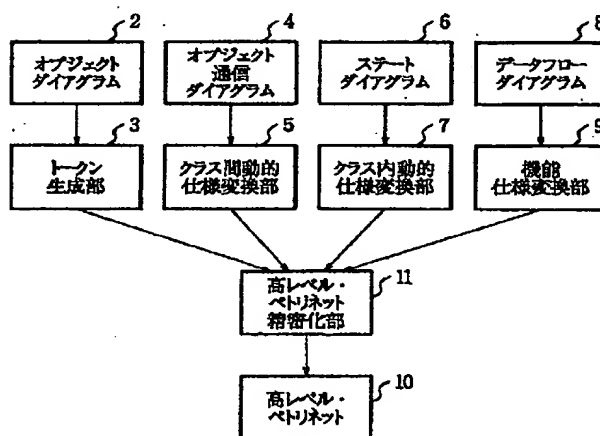 2
オブジェクト
ダイアグラム
4
オブジェクト
通信
ダイアグラム
6
ステート
ダイアグラム
8
データフロー
ダイアグラム
3
トークン
生成部
5
クラス間動的
仕様変換部
7
クラス内動的
仕様変換部
9
機能
仕様変換部
11
高レベル・
ペトリネット
精密化部
10
高レベル・
ペトリネット